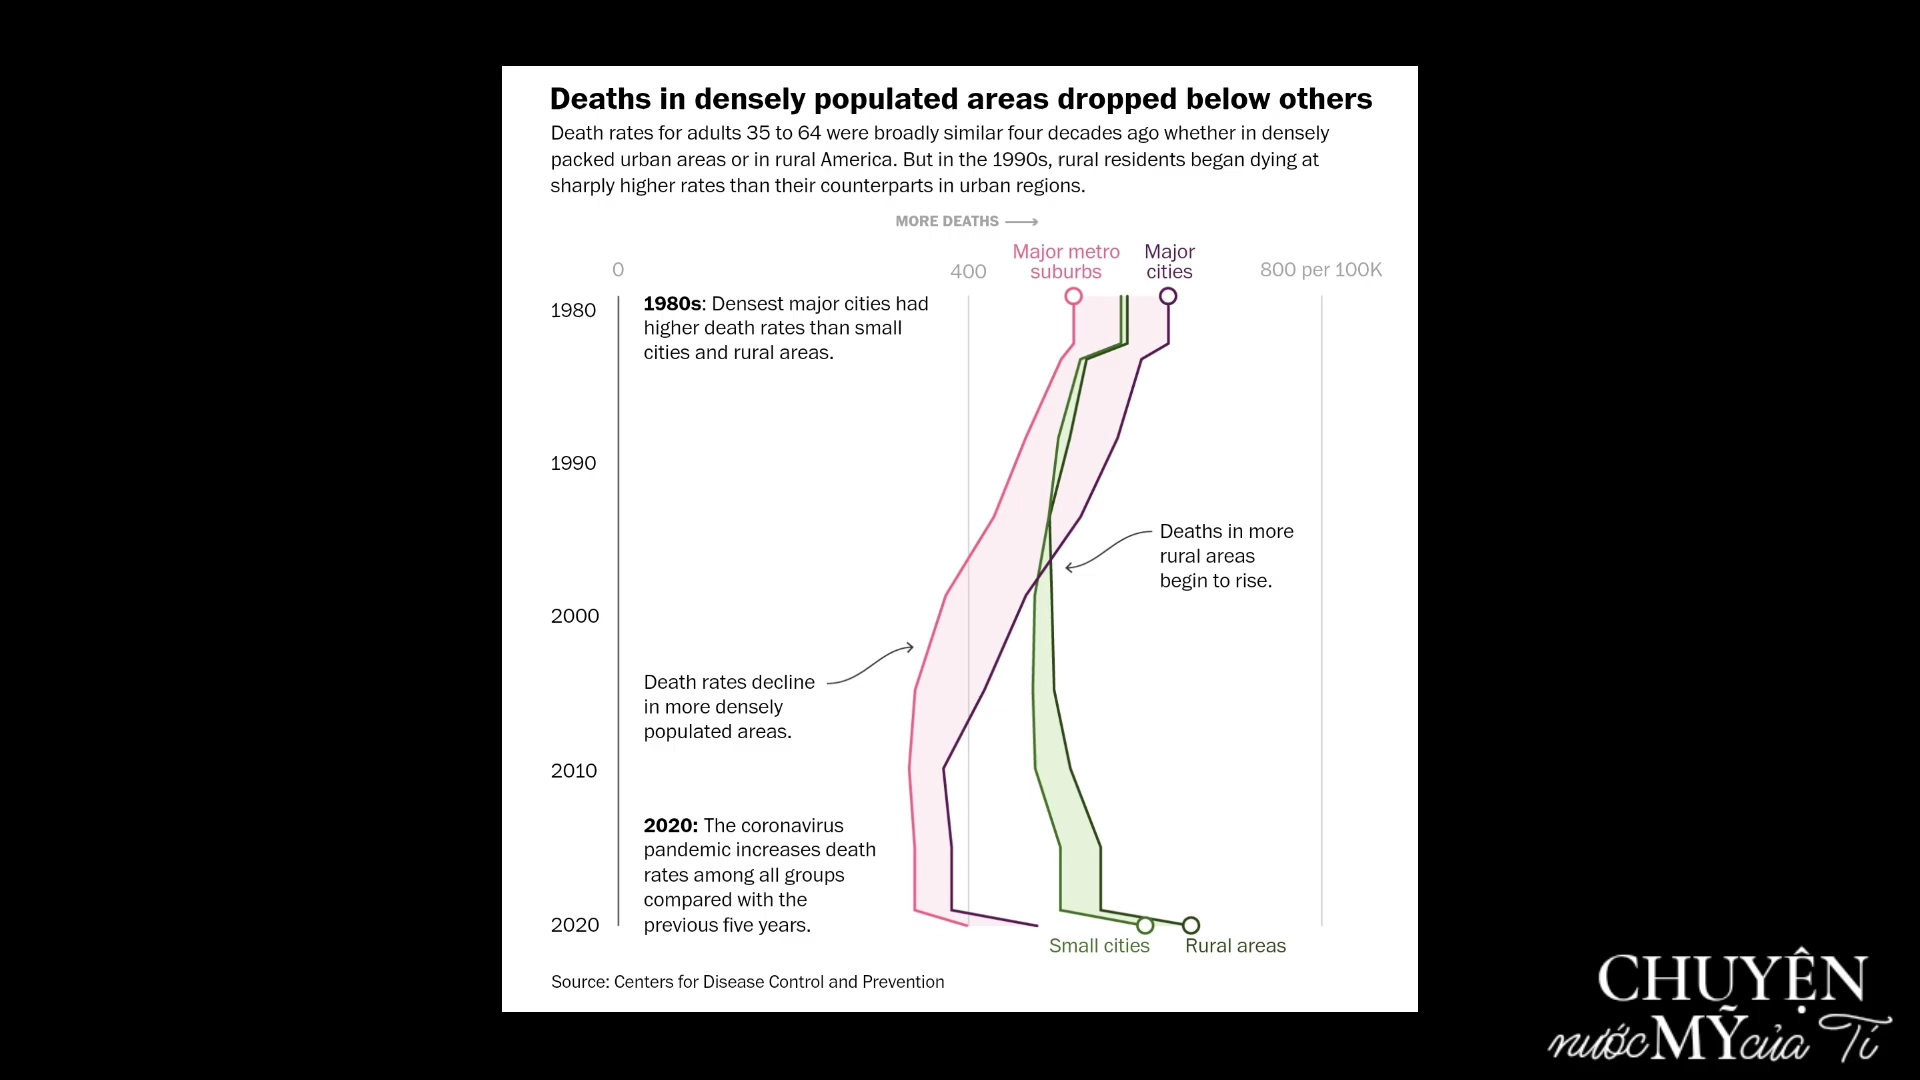 Deaths in densely populated areas dropped below others
Death rates for adults 35 to 64 were broadly similar four decades ago whether in densely
packed urban areas or in rural America. But in the 1990s, rural residents began dying at
sharply higher rates than their counterparts in urban regions.
MORE DEATHS
Major metro
suburbs
Major
cities
0
400
800 per 100K
1980
1980s: Densest major cities had
higher death rates than small
cities and rural areas.
1990
Deaths in more
rural areas
begin to rise.
2000
Death rates decline
in more densely
populated areas.
2010
2020: The coronavirus
pandemic increases death
rates among all groups
compared with the
previous five years.
2020
Small cities
Rural areas
Source: Centers for Disease Control and Prevention
CHUYỆN
nước MỸ của Tí